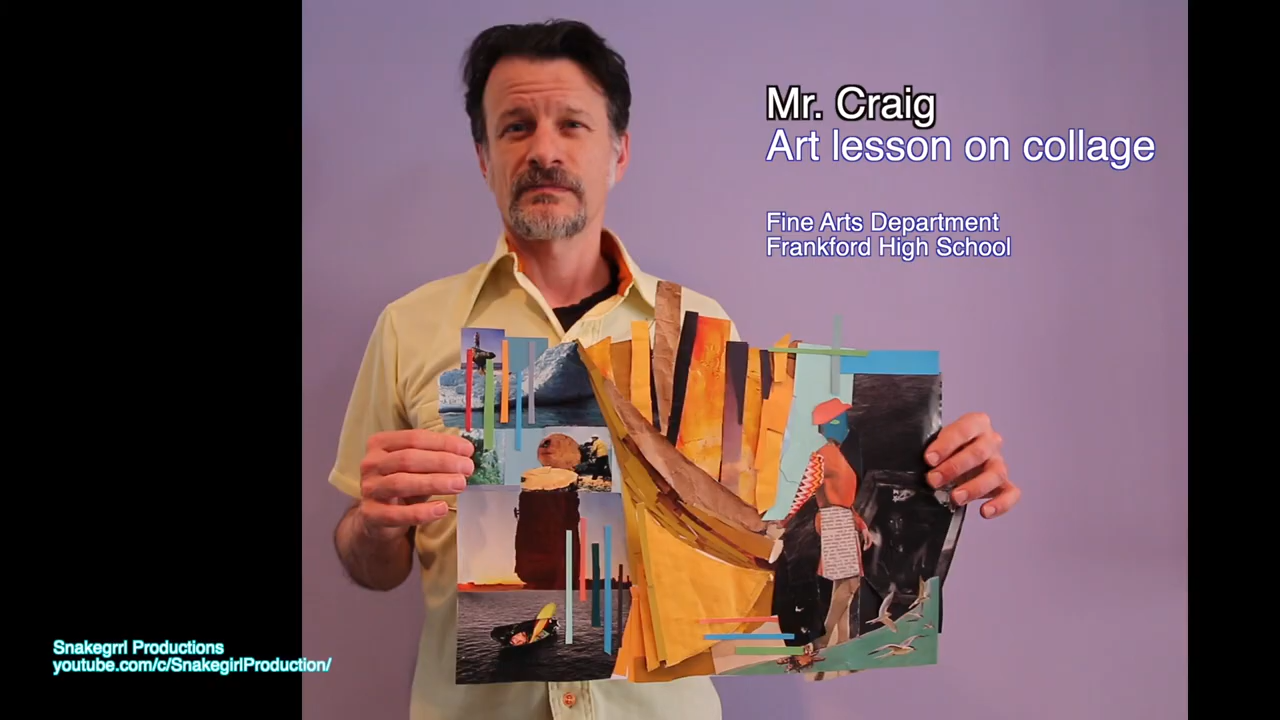 Mr. Craig
Art lesson on collage
Fine Arts Department
Frankford High School
Snakegrrl Productions
youtube.com/c/SnakegirlProduction/